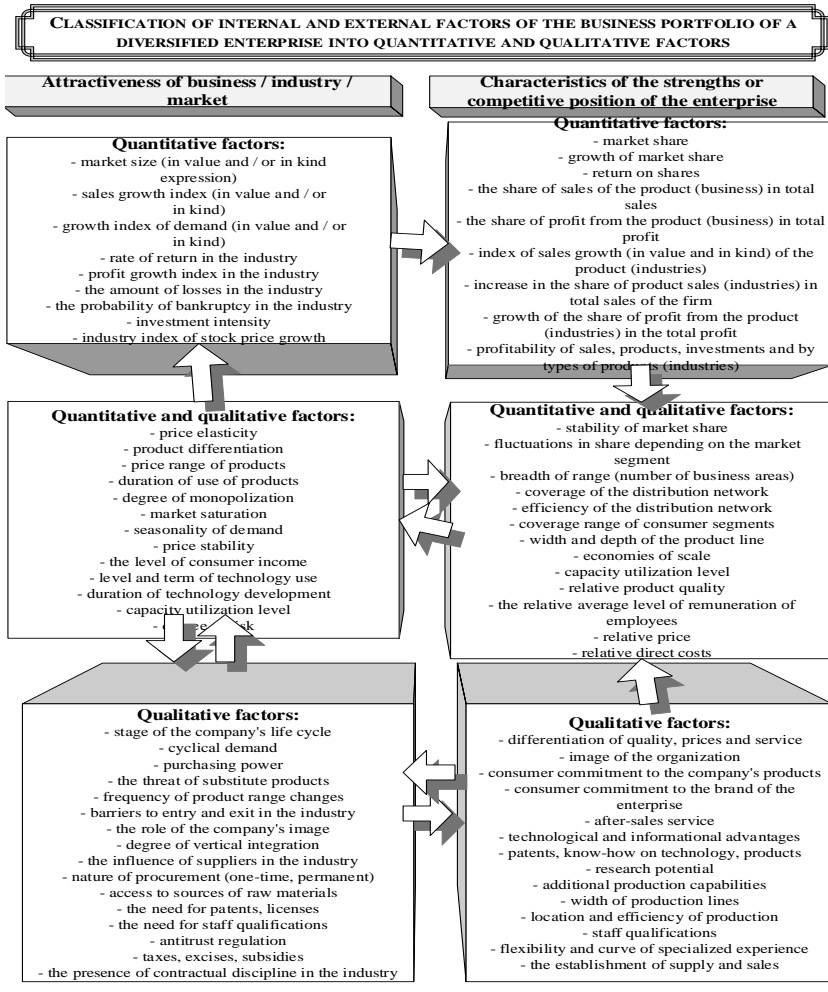 CLASSIFICATION OF INTERNAL AND EXTERNAL FACTORS OF THE BUSINESS PORTFOLIO OF A
DIVERSIFIED ENTERPRISE INTO QUANTITATIVE AND QUALITATIVE FACTORS
Attractiveness of business / industry /
market
Quantitative factors:
- market size (in value and / or in kind
expression)
- sales growth index (in value and / or
in kind)
- growth index of demand (in value and / or
in kind)
- rate of return in the industry
- profit growth index in the industry
- the amount of losses in the industry
- the probability of bankruptcy in the industry
- investment intensity
- industry index of stock price growth
Characteristics of the strengths or
competitive position of the enterprise
Quantitative factors:
- market share
- growth of market share
- return on shares
- the share of sales of the product (business) in total
sales
- the share of profit from the product (business) in total
profit
- index of sales growth (in value and in kind) of the
product (industries)
- increase in the share of product sales (industries) in
total sales of the firm
- growth of the share of profit from the product
(industries) in the total profit
- profitability of sales, products, investments and by
types of products (industries)
Quantitative and qualitative factors:
- price elasticity
- product differentiation
- price range of products
- duration of use of products
- degree of monopolization
- market saturation
- seasonality of demand
- price stability
- the level of consumer income
- level and term of technology use
- duration of technology development
- capacity utilization level
Quantitative and qualitative factors:
- stability of market share
- fluctuations in share depending on the market
segment
- breadth of range (number of business areas)
- coverage of the distribution network
- efficiency of the distribution network
- coverage range of consumer segments
- width and depth of the product line
- economies of scale
- capacity utilization level
- relative product quality
- the relative average level of remuneration of
employees
- relative price
- relative direct costs
Qualitative factors:
- stage of the company's life cycle
- cyclical demand
- purchasing power
- the threat of substitute products
- frequency of product range changes
- barriers to entry and exit in the industry
- the role of the company's image
- degree of vertical integration
- the influence of suppliers in the industry
- nature of procurement (one-time, permanent)
- access to sources of raw materials
- the need for patents, licenses
- the need for staff qualifications
- antitrust regulation
- taxes, excises, subsidies
- the presence of contractual discipline in the industry
Qualitative factors:
- differentiation of quality, prices and service
- image of the organization
- consumer commitment to the company's products
- consumer commitment to the brand of the
enterprise
- after-sales service
- technological and informational advantages
- patents, know-how on technology, products
- research potential
- additional production capabilities
- width of production lines
- location and efficiency of production
- staff qualifications
- flexibility and curve of specialized experience
- the establishment of supply and sales